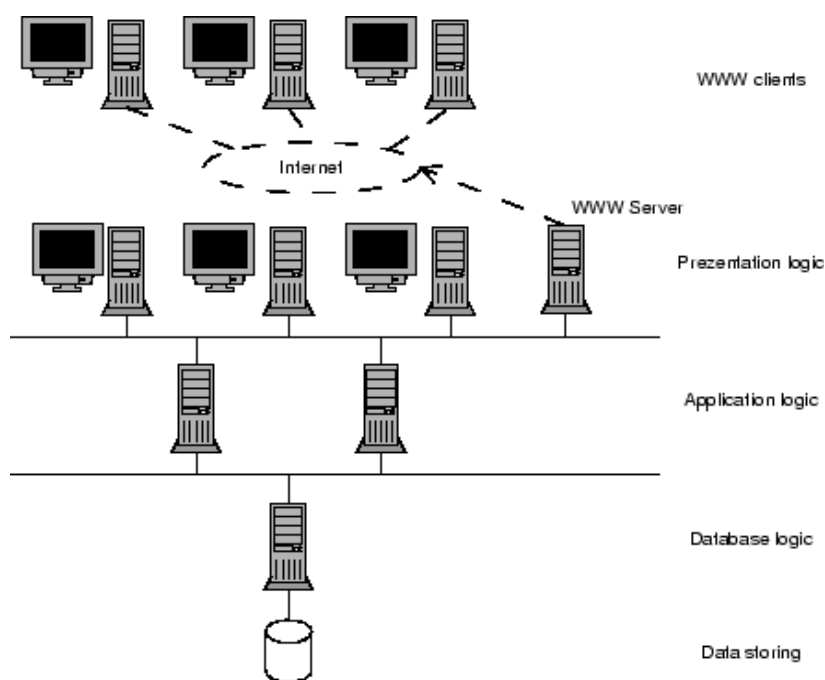 WWW clients
Internet
WWW Server
Prezentation logic
Application logic
Database logic
Data storing